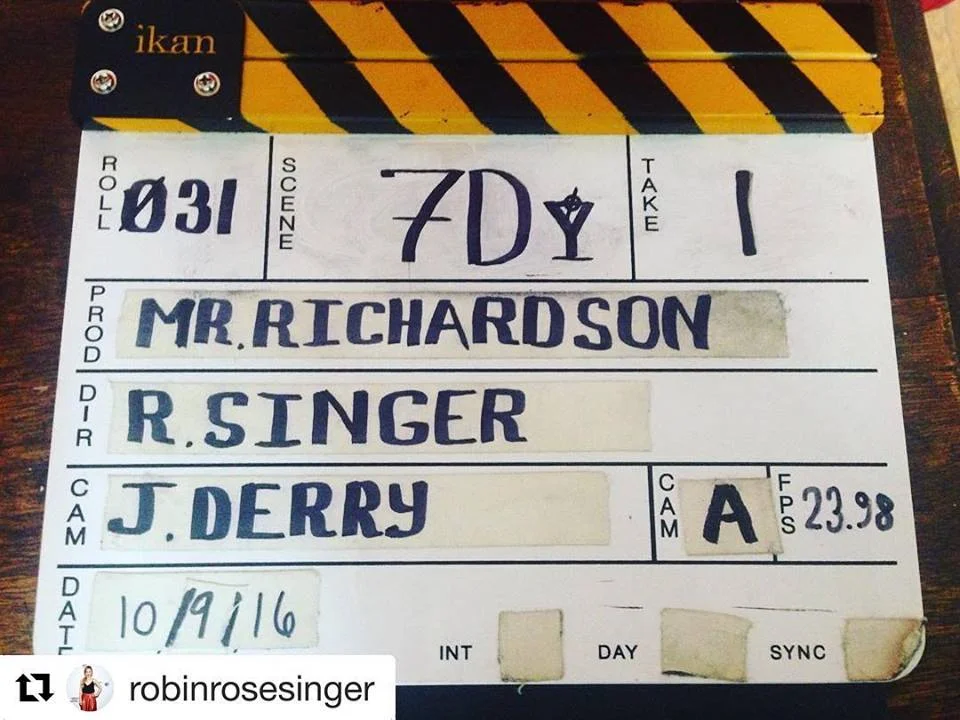 ikan
ROLL Ø31 SCENE 7D TAKE 1
PROD MR. RICHARDSON
DIR R. SINGER
CAM J. DERRY CAM A FPS 23.98
DATE 10/9/16
INT DAY SYNC
robinrosesinger